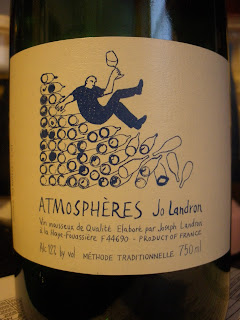 ATMOSPHÈRES Jo Landron
Vin mousseux de Qualité Elaboré par Joseph Landron
à la Haye-Fouassière F44690 - PRODUCT OF FRANCE
Alc 12% by vol MÉTHODE TRADITIONNELLE 750 ml